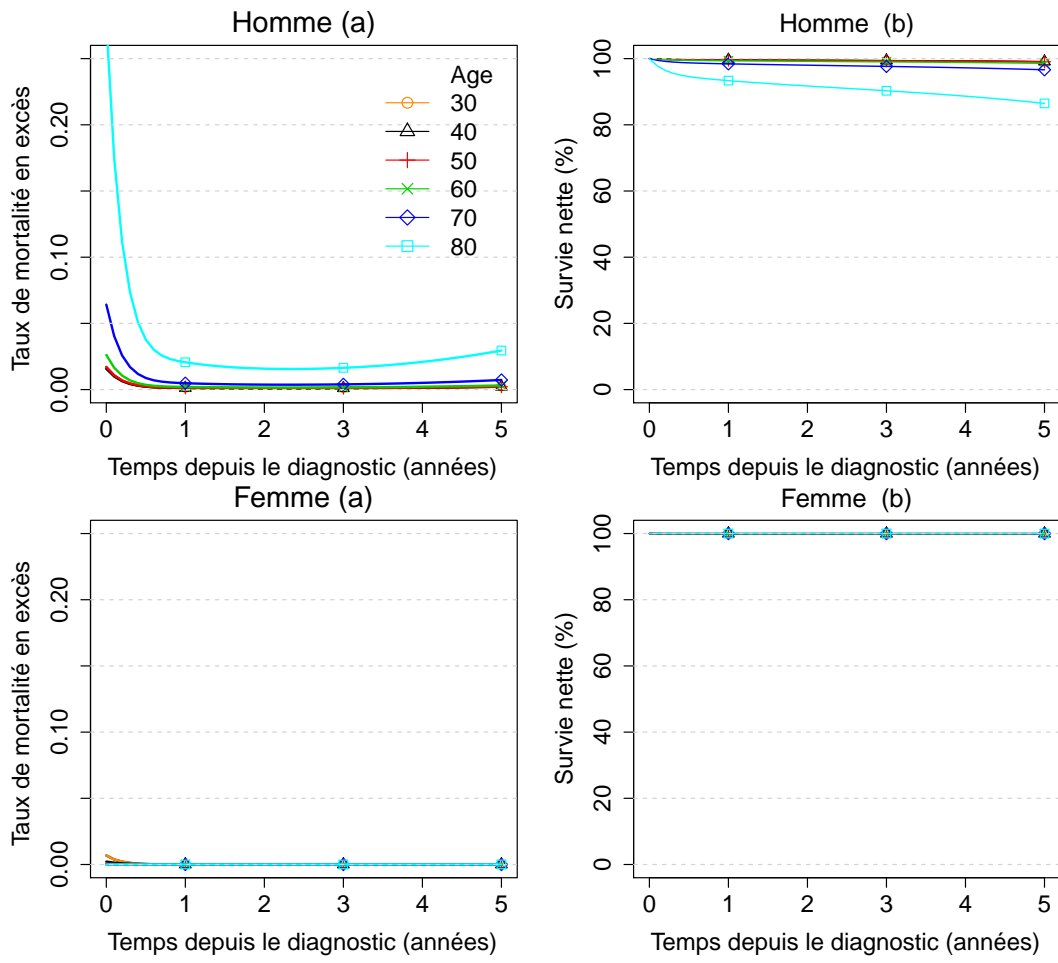 Homme (a)
Taux de mortalité en excès
0.00
0.10
0.20
Age
30
40
50
60
70
80
0 1 2 3 4 5
Temps depuis le diagnostic (années)
Homme (b)
Survie nette (%)
0
20
40
60
80
100
0 1 2 3 4 5
Temps depuis le diagnostic (années)
Femme (a)
Taux de mortalité en excès
0.00
0.10
0.20
0 1 2 3 4 5
Temps depuis le diagnostic (années)
Femme (b)
Survie nette (%)
0
20
40
60
80
100
0 1 2 3 4 5
Temps depuis le diagnostic (années)